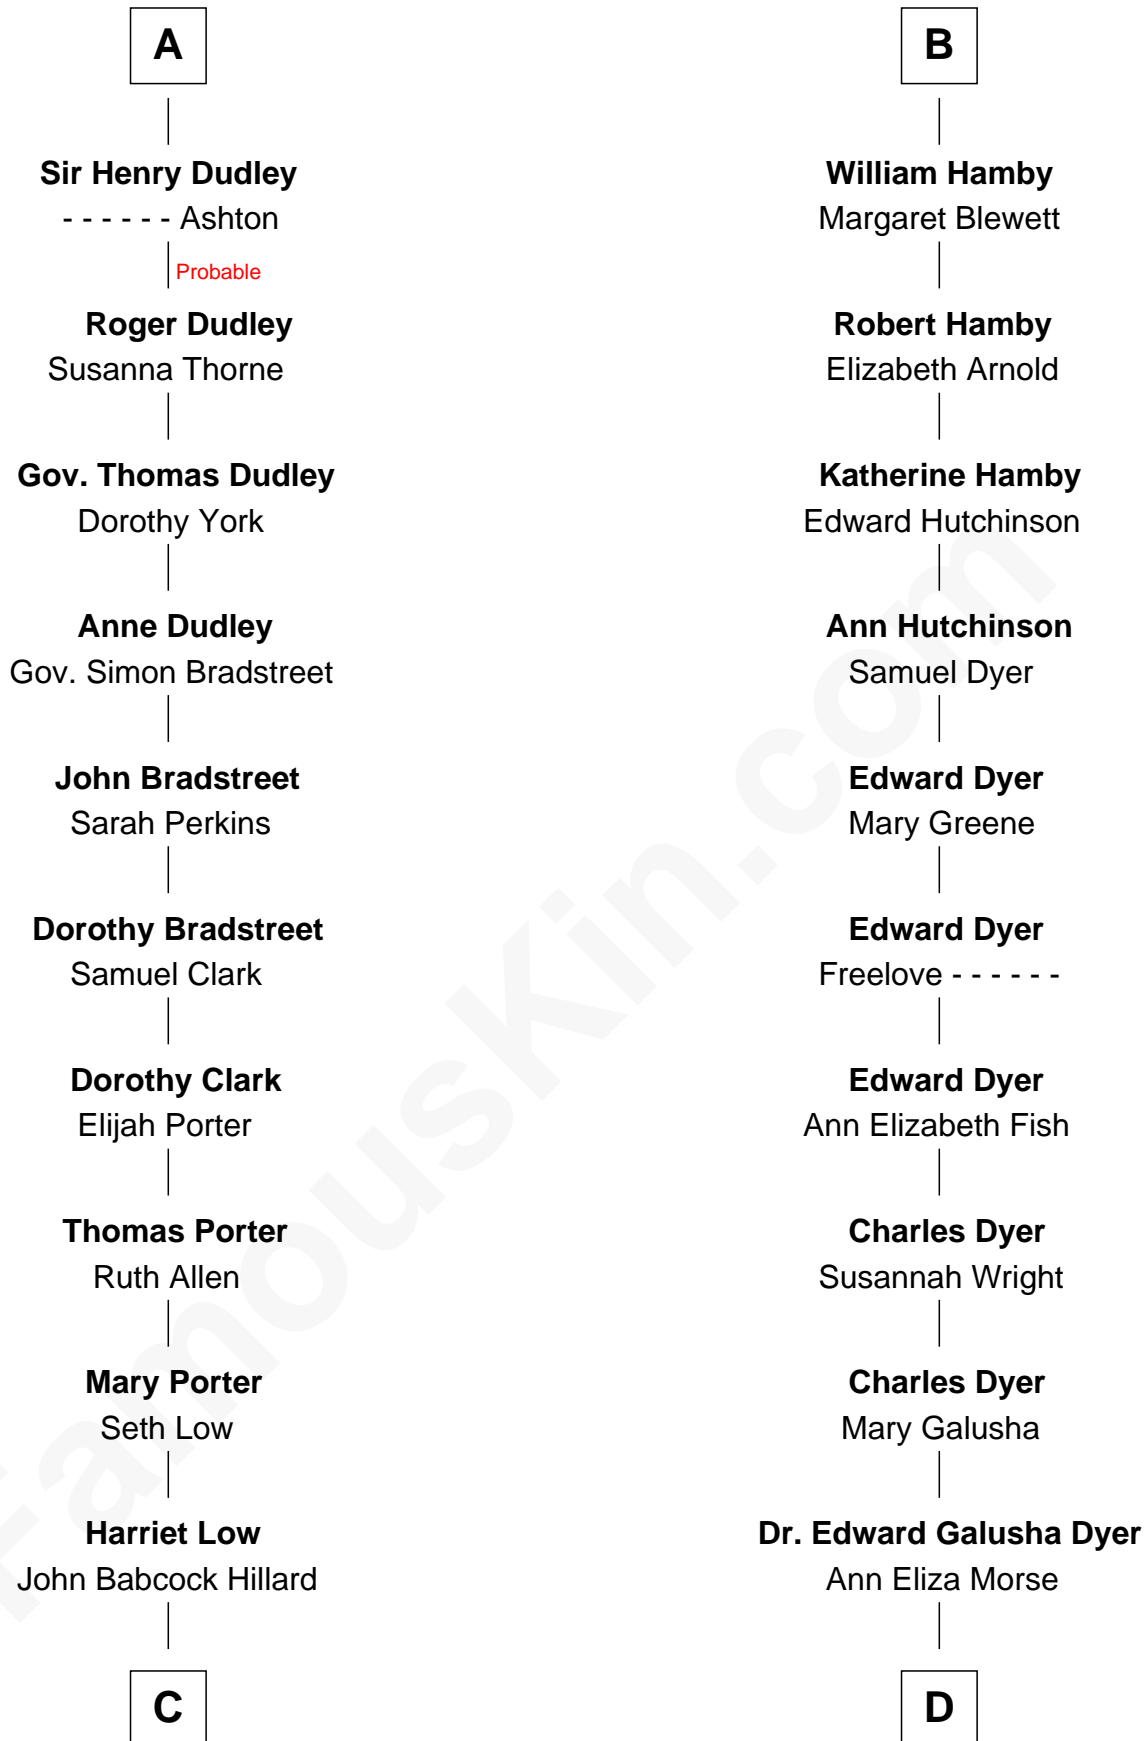 A
Sir Henry Dudley
- - - - - - Ashton
Probable
Roger Dudley
Susanna Thorne
Gov. Thomas Dudley
Dorothy York
Anne Dudley
Gov. Simon Bradstreet
John Bradstreet
Sarah Perkins
Dorothy Bradstreet
Samuel Clark
Dorothy Clark
Elijah Porter
Thomas Porter
Ruth Allen
Mary Porter
Seth Low
Harriet Low
John Babcock Hillard
C
B
William Hamby
Margaret Blewett
Robert Hamby
Elizabeth Arnold
Katherine Hamby
Edward Hutchinson
Ann Hutchinson
Samuel Dyer
Edward Dyer
Mary Greene
Edward Dyer
Freelove - - - - - -
Edward Dyer
Ann Elizabeth Fish
Charles Dyer
Susannah Wright
Charles Dyer
Mary Galusha
Dr. Edward Galusha Dyer
Ann Eliza Morse
D
FamousKin.com